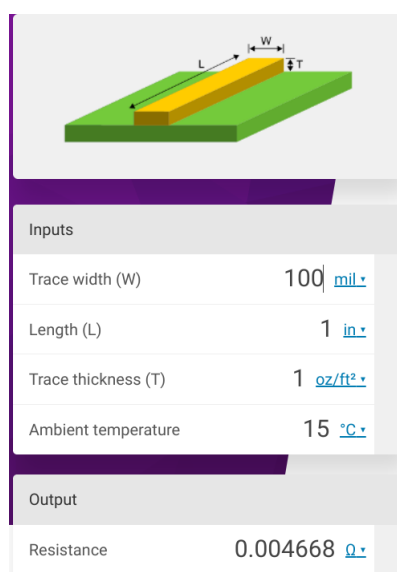 W
L
T
Inputs
Trace width (W) 100 mil
Length (L) 1 in
Trace thickness (T) 1 oz/ft²
Ambient temperature 15 °C
Output
Resistance 0.004668 Ω